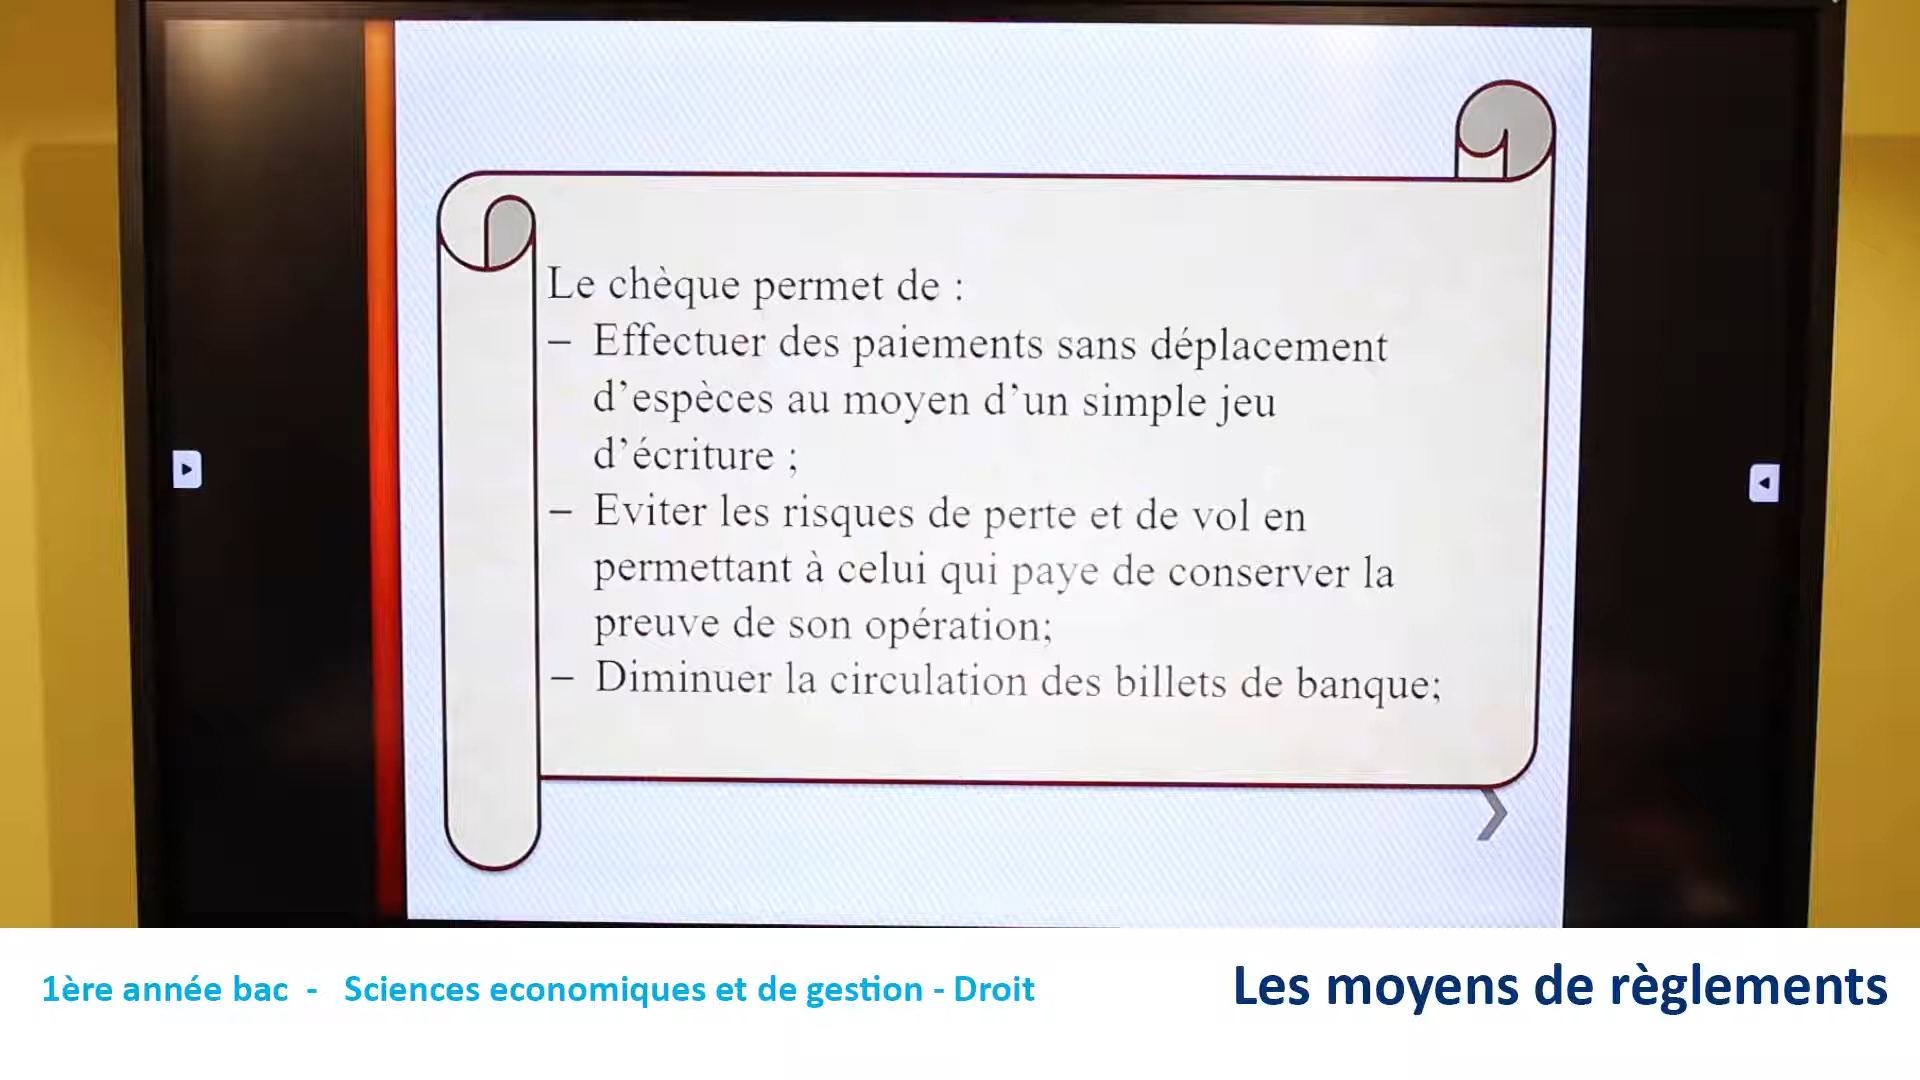 Le chèque permet de :
– Effectuer des paiements sans déplacement
d’espèces au moyen d’un simple jeu
d’écriture ;
– Eviter les risques de perte et de vol en
permettant à celui qui paye de conserver la
preuve de son opération;
– Diminuer la circulation des billets de banque;
1ère année bac - Sciences economiques et de gestion - Droit
Les moyens de règlements